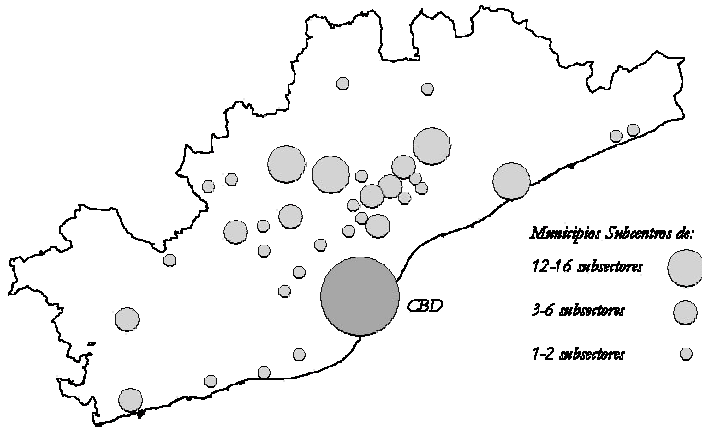 Municipios Subcentros de:
12-16 subsectores
3-6 subsectores
CBD
1-2 subsectores